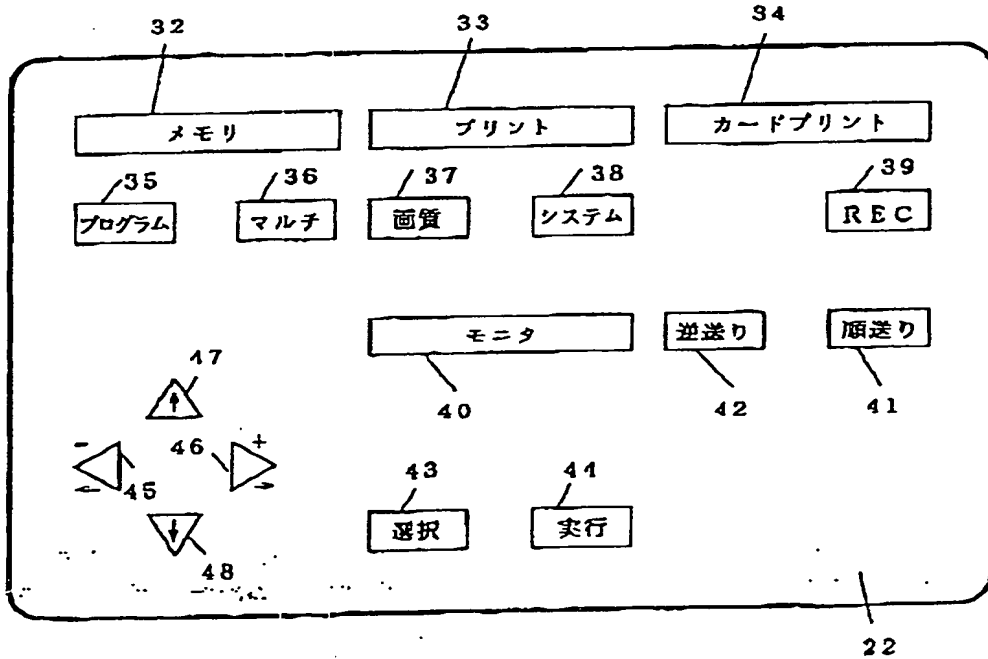 32 33 34
メモリ プリント カードプリント
35 36 37 38 39
プログラム マルチ 画質 システム REC
モニタ 逆送り 順送り
47
40 42 41
- 46 +
← 45 →
43 44
選択 実行
↑
↓
48
22